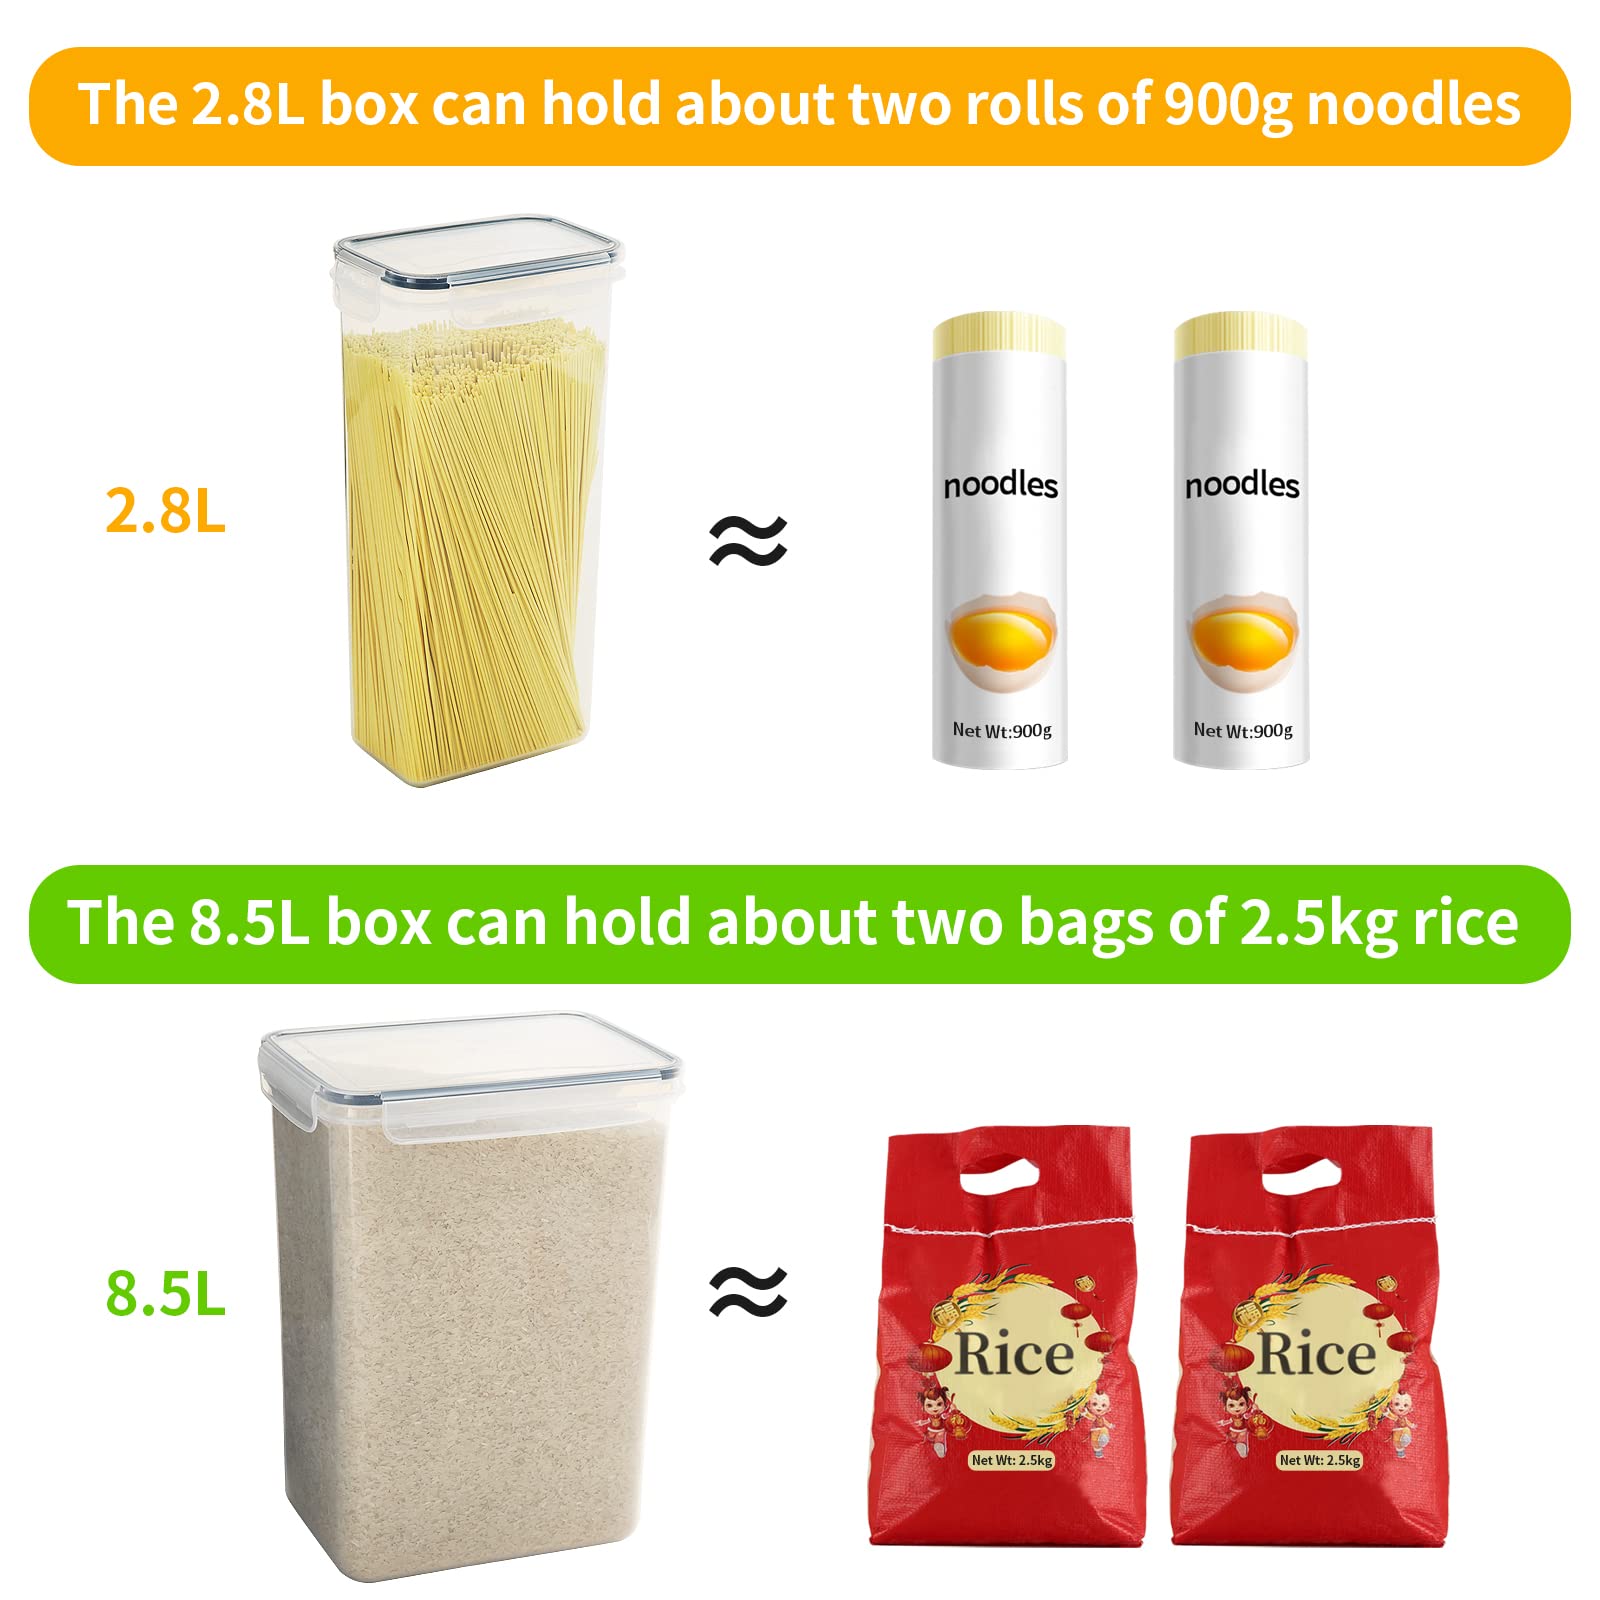 The 2.8L box can hold about two rolls of 900g noodles
2.8L
≈
noodles
noodles
Net Wt:900g
Net Wt:900g
The 8.5L box can hold about two bags of 2.5kg rice
8.5L
≈
Rice
Rice
Net Wt: 2.5kg
Net Wt: 2.5kg